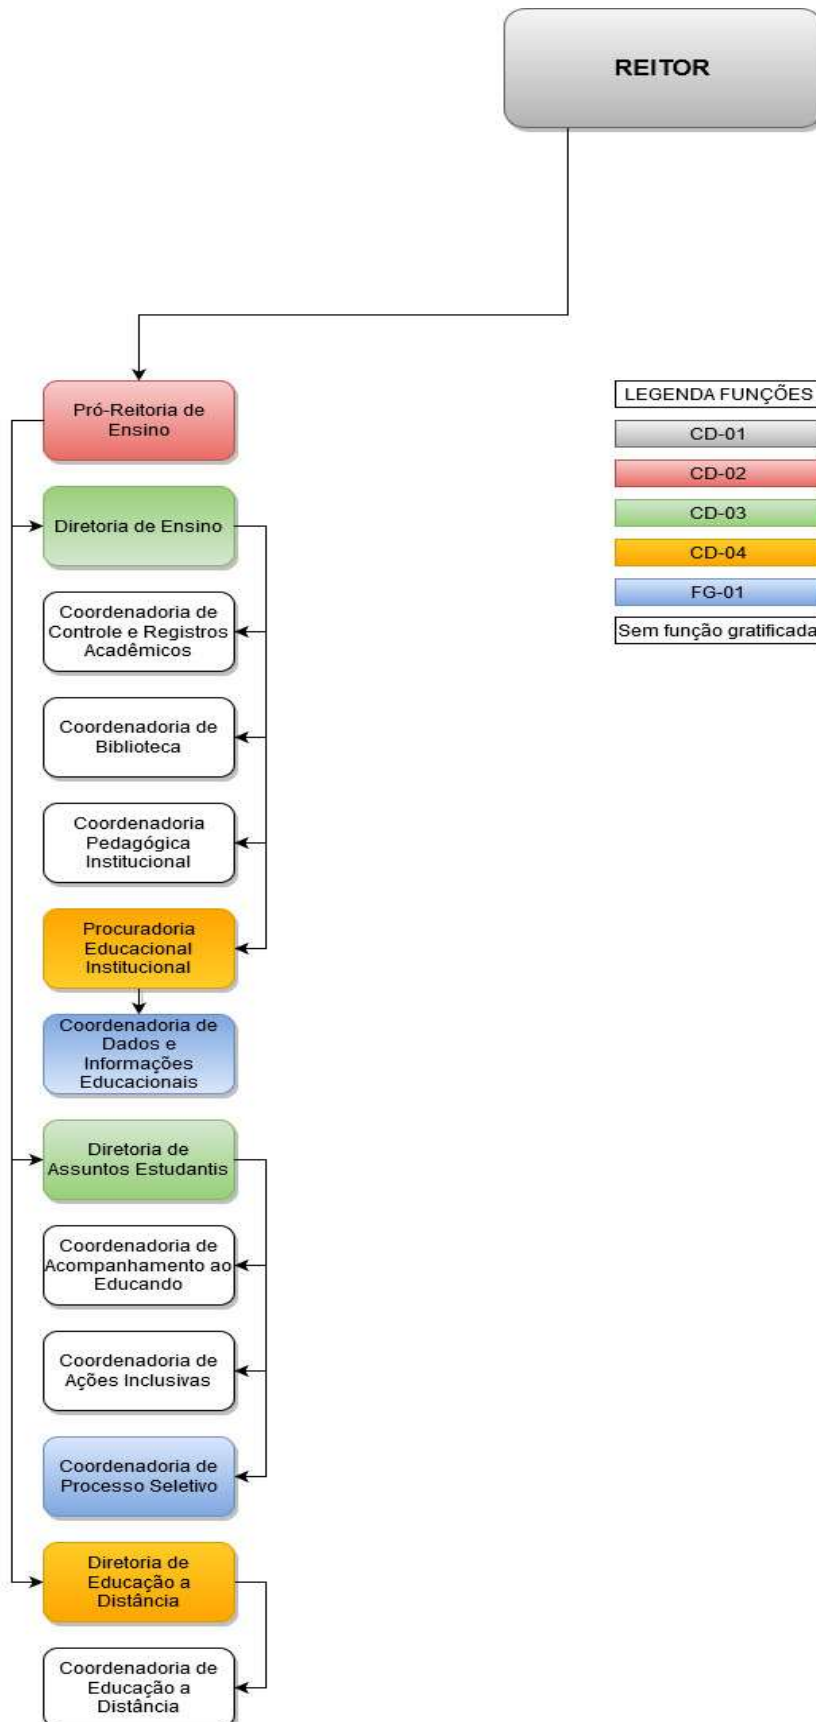 REITOR
Pró-Reitoria de
Ensino
Diretoria de Ensino
Coordenadoria de
Controle e Registros
Acadêmicos
Coordenadoria de
Biblioteca
Coordenadoria
Pedagógica
Institucional
Procuradoria
Educacional
Institucional
Coordenadoria de
Dados e
Informações
Educacionais
Diretoria de
Assuntos Estudantis
Coordenadoria de
Acompanhamento ao
Educando
Coordenadoria de
Ações Inclusivas
Coordenadoria de
Processo Seletivo
Diretoria de
Educação a
Distância
Coordenadoria de
Educação a
Distância
LEGENDA FUNÇÕES
CD-01
CD-02
CD-03
CD-04
FG-01
Sem função gratificada